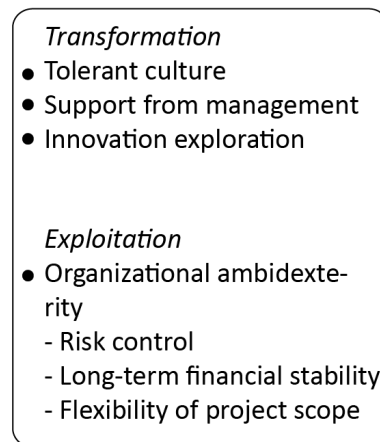 Transformation
● Tolerant culture
● Support from management
● Innovation exploration
Exploitation
● Organizational ambidexte-
rity
- Risk control
- Long-term financial stability
- Flexibility of project scope